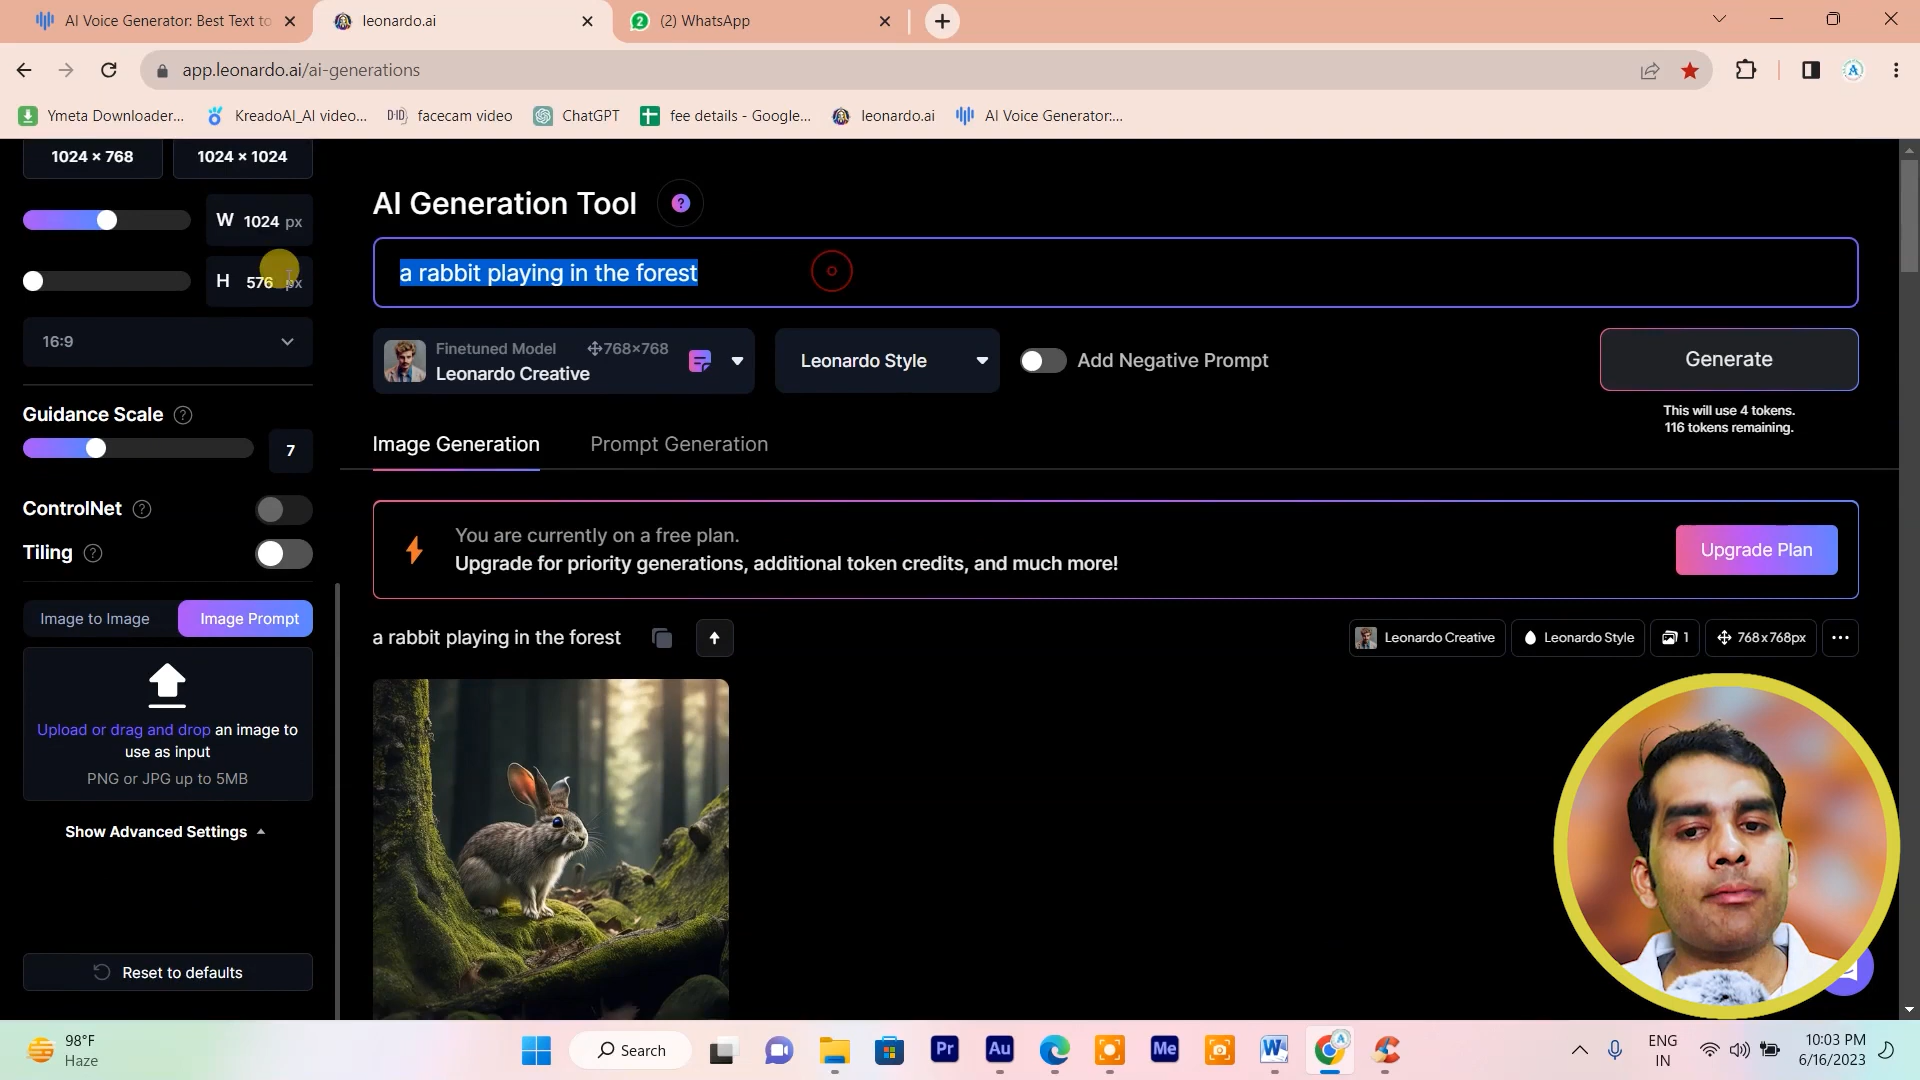 AI Voice Generator: Best Text to
leonardo.ai
(2) WhatsApp
app.leonardo.ai/ai-generations
Ymeta Downloader...
KreadoAI_AI video...
facecam video
ChatGPT
fee details - Google...
leonardo.ai
AI Voice Generator:...
1024 × 768
1024 × 1024
W 1024 px
H 576 px
16:9
Guidance Scale
7
ControlNet
Tiling
Image to Image
Image Prompt
Upload or drag and drop an image to
use as input
PNG or JPG up to 5MB
Show Advanced Settings
Reset to defaults
AI Generation Tool
a rabbit playing in the forest
Finetuned Model
768×768
Leonardo Creative
Leonardo Style
Add Negative Prompt
Generate
This will use 4 tokens.
116 tokens remaining.
Image Generation
Prompt Generation
You are currently on a free plan.
Upgrade for priority generations, additional token credits, and much more!
Upgrade Plan
a rabbit playing in the forest
Leonardo Creative
Leonardo Style
1
768x768px
98°F
Haze
Search
Pr
Au
Me
W
ENG
IN
10:03 PM
6/16/2023